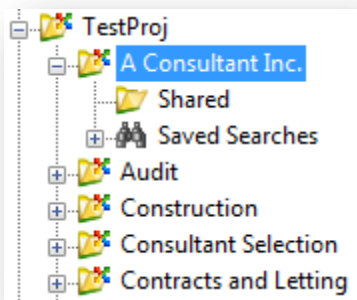 TestProj
A Consultant Inc.
Shared
Saved Searches
Audit
Construction
Consultant Selection
Contracts and Letting